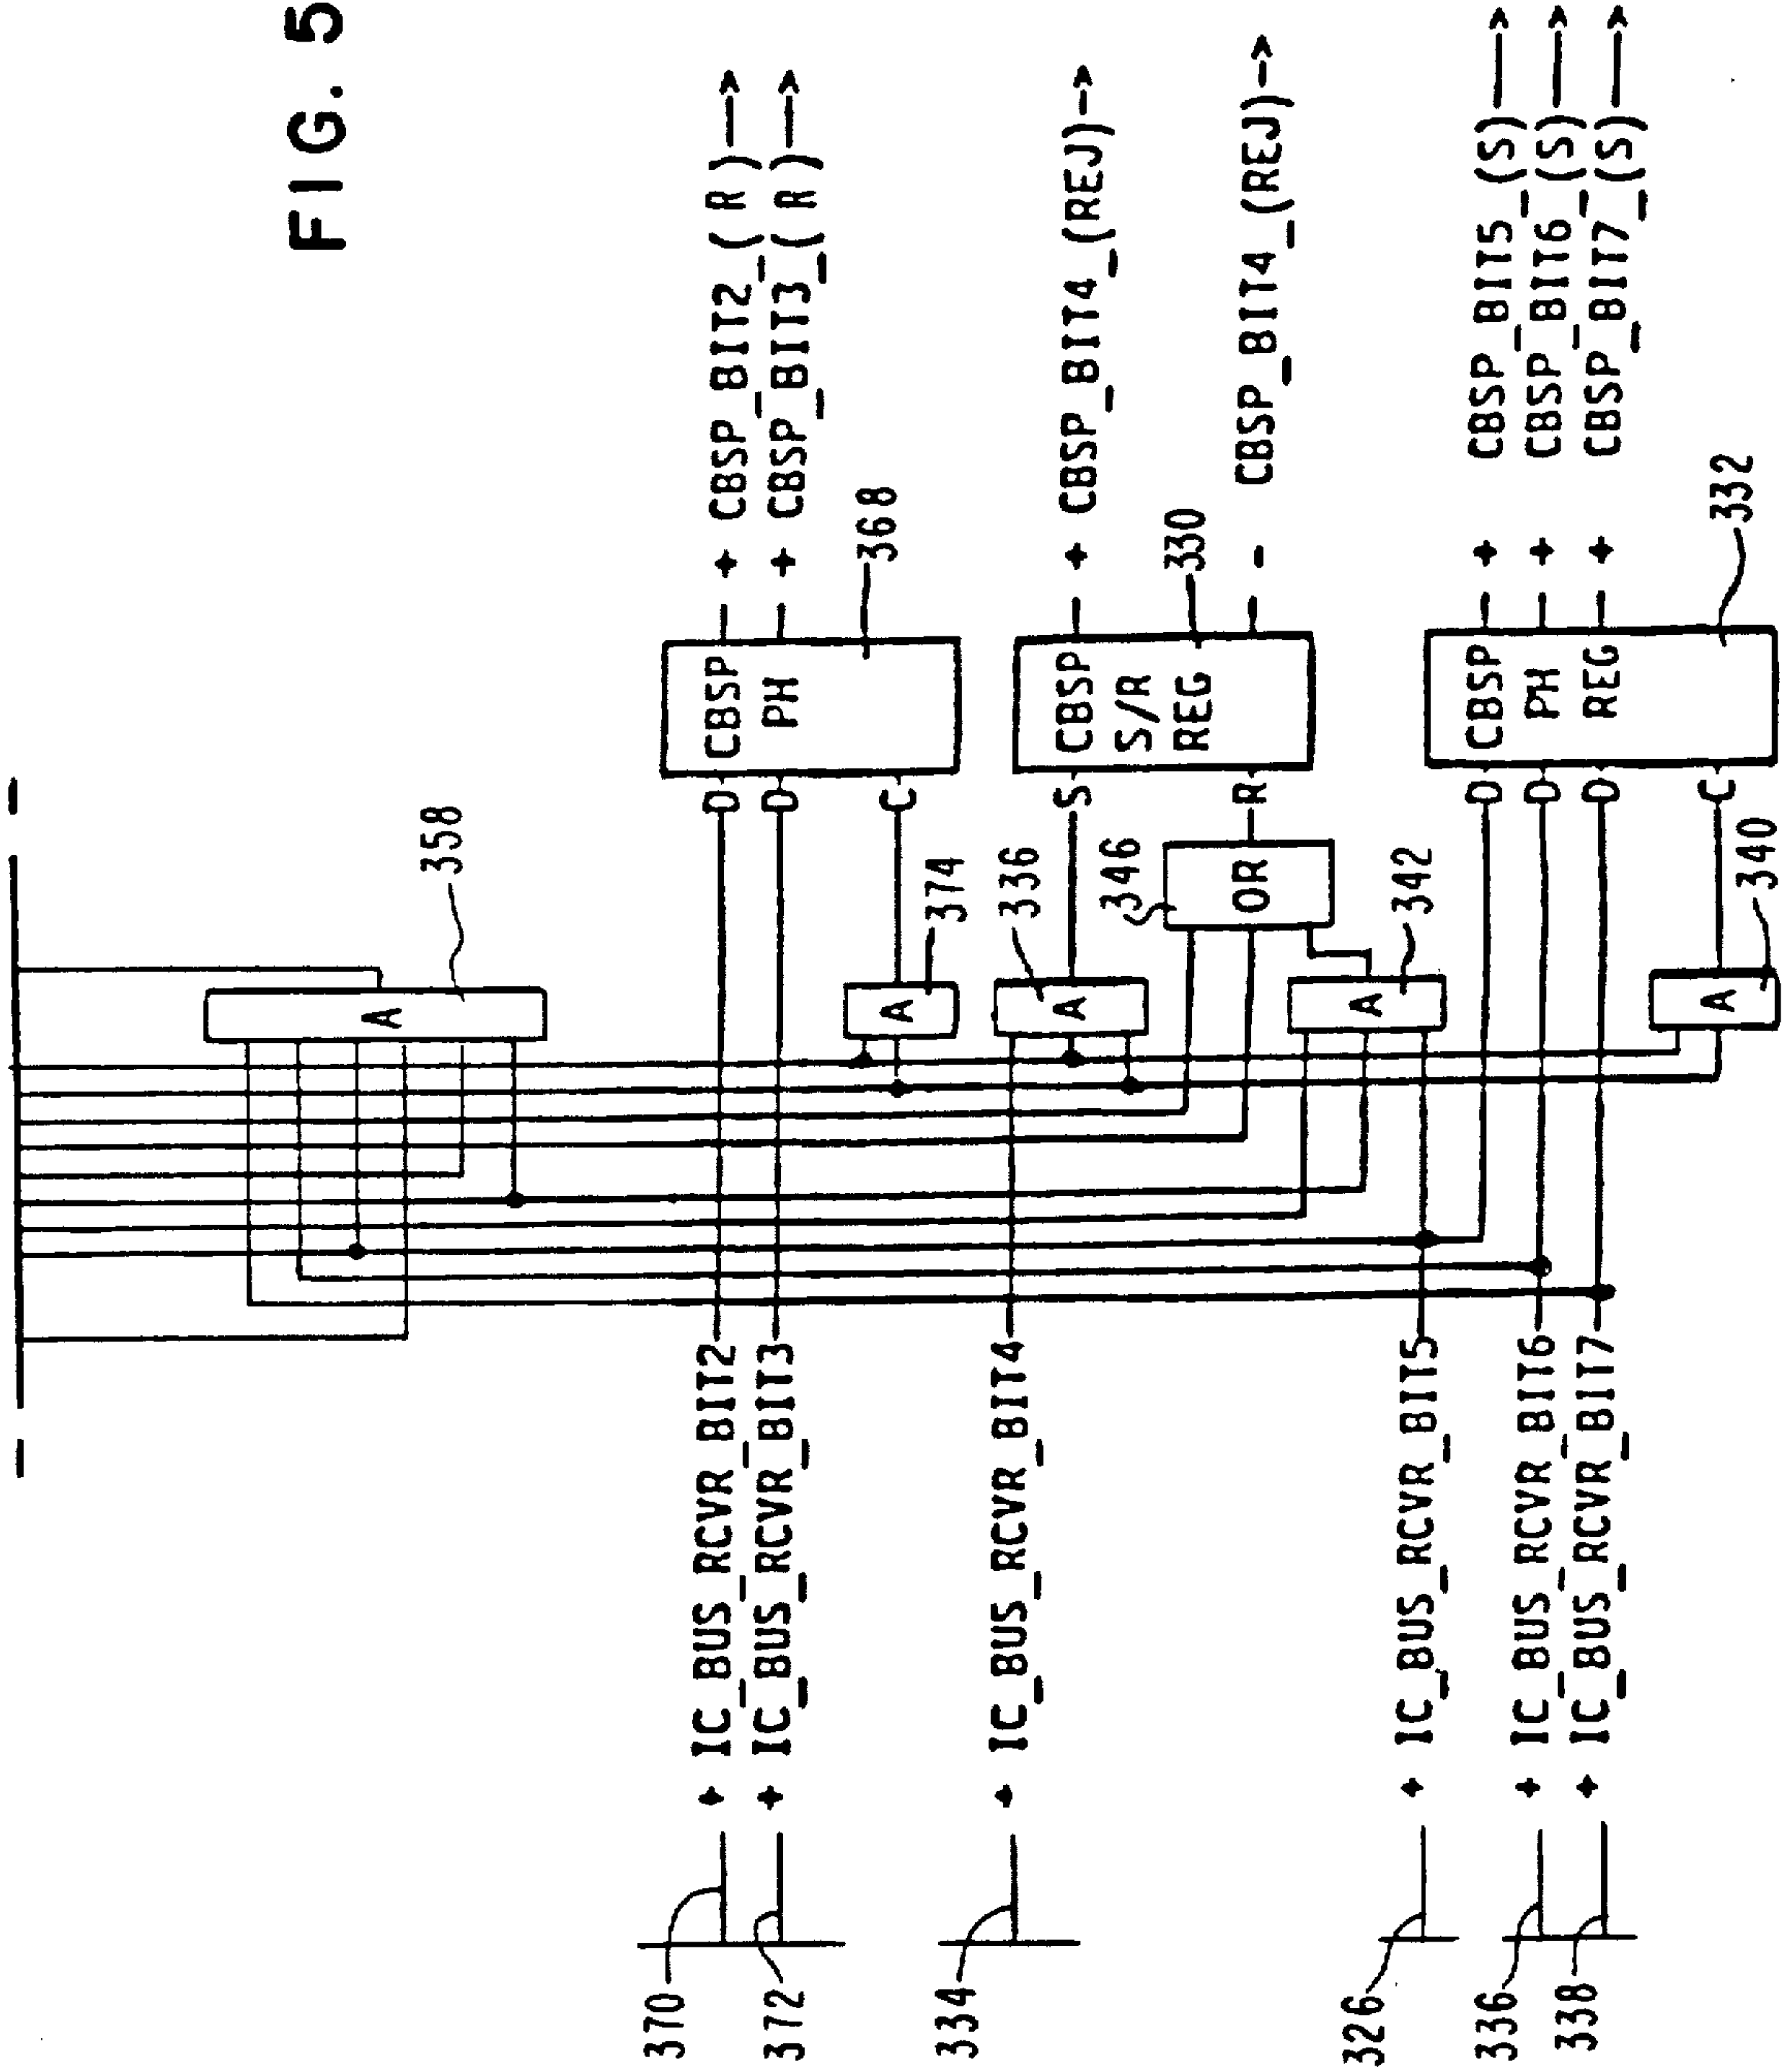 FIG. 5
358
370
+ IC_BUS_RCVR_BIT2
D CBSP
+ CBSP_BIT2_(R)
372
+ IC_BUS_RCVR_BIT3
D PH
+ CBSP_BIT3_(R)
A
374
C
368
334
+ IC_BUS_RCVR_BIT4
A
336
S CBSP
S/R
REG
+ CBSP_BIT4_(REJ)
346
OR
R
330
- CBSP_BIT4_(REJ)
A
342
326
+ IC_BUS_RCVR_BIT5
D CBSP
+ CBSP_BIT5_(S)
336
+ IC_BUS_RCVR_BIT6
D PH
+ CBSP_BIT6_(S)
338
+ IC_BUS_RCVR_BIT7
D REG
+ CBSP_BIT7_(S)
A
340
C
332
A